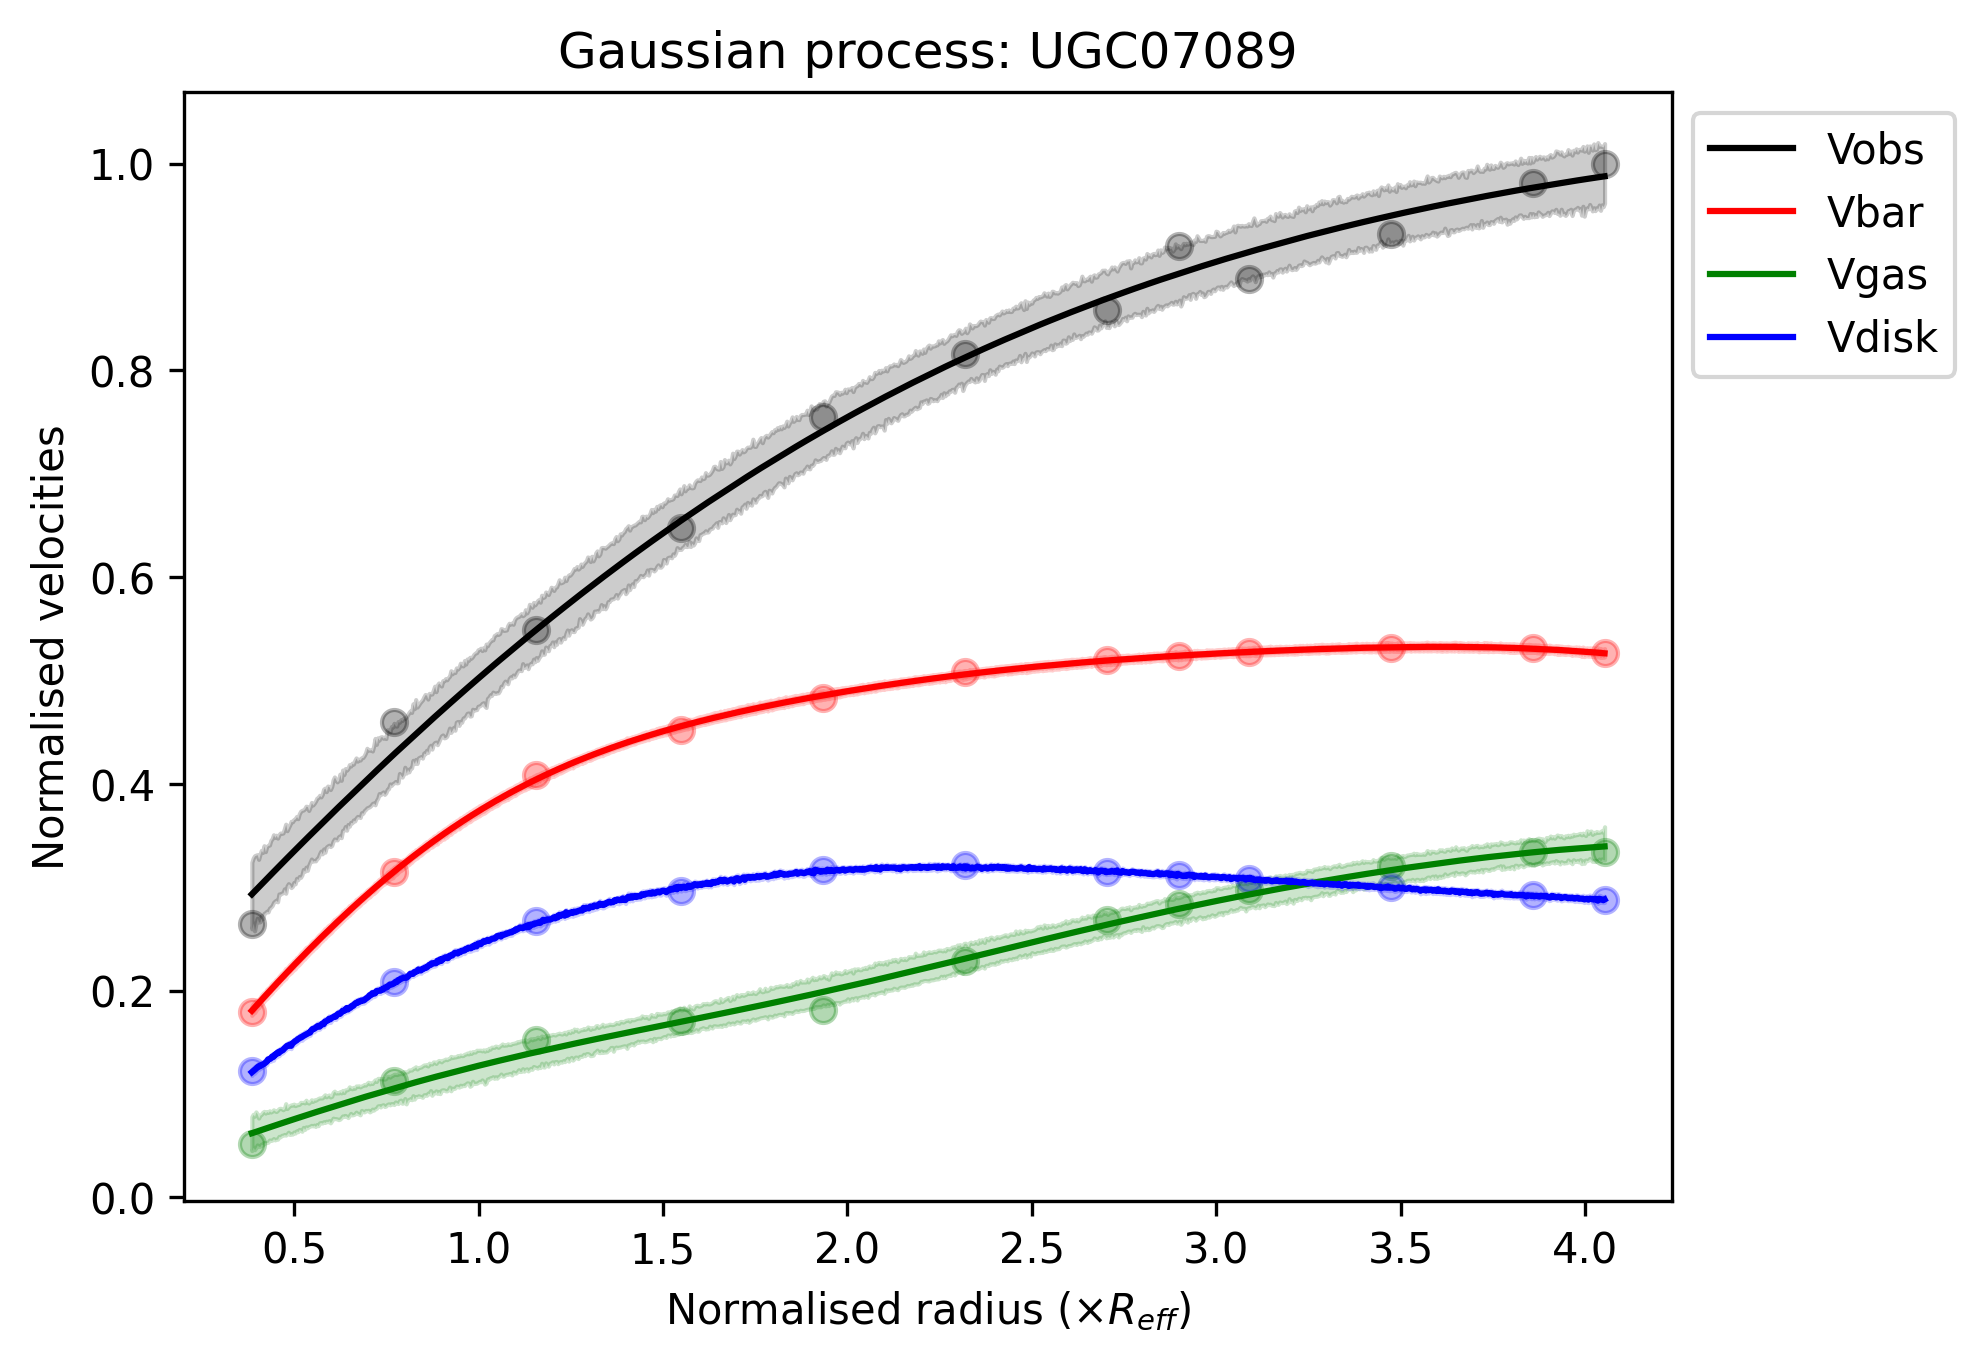 Gaussian process: UGC07089
Vobs
Vbar
Vgas
Vdisk
Normalised velocities
1.0
0.8
0.6
0.4
0.2
0.0
0.5 1.0 1.5 2.0 2.5 3.0 3.5 4.0
Normalised radius (×R_eff)